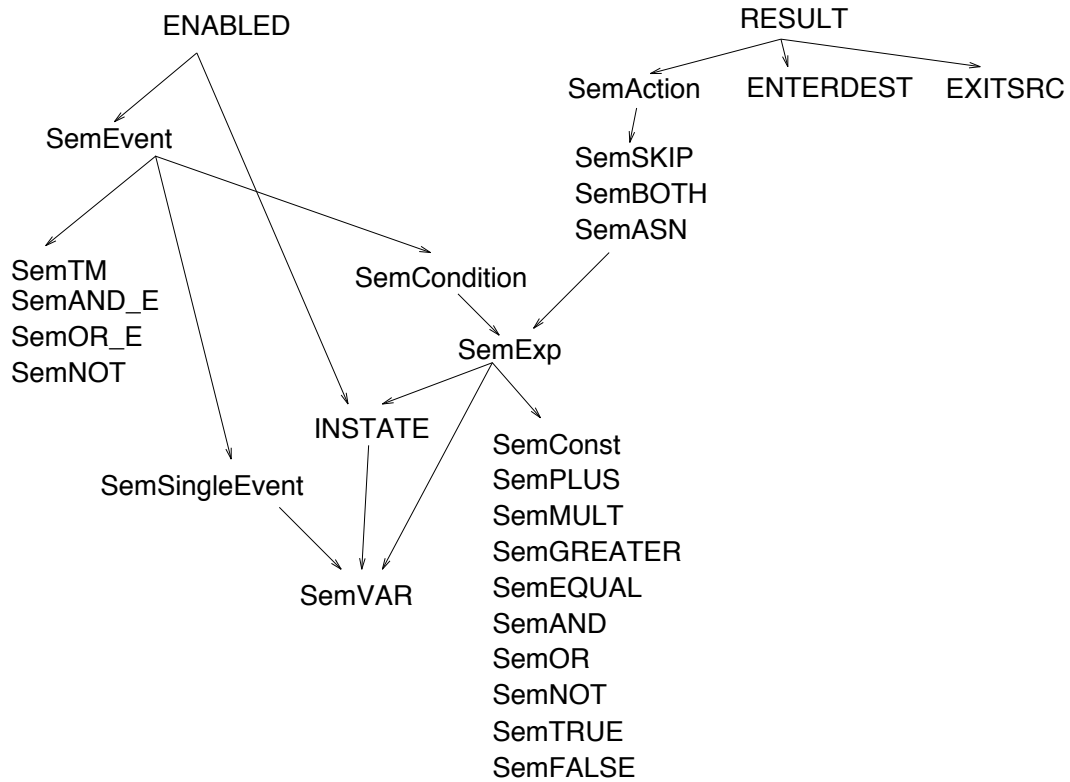 ENABLED
RESULT
SemAction
ENTERDEST
EXITSRC
SemEvent
SemSKIP
SemBOTH
SemASN
SemTM
SemAND_E
SemOR_E
SemNOT
SemCondition
SemExp
INSTATE
SemSingleEvent
SemVAR
SemConst
SemPLUS
SemMULT
SemGREATER
SemEQUAL
SemAND
SemOR
SemNOT
SemTRUE
SemFALSE